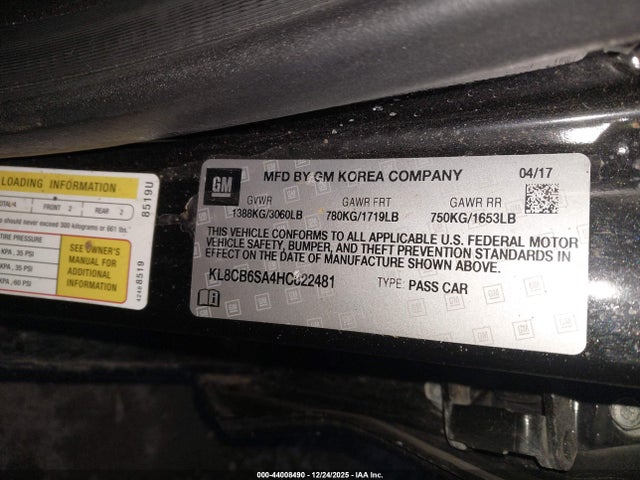 LOADING INFORMATION
TOTAL 4 FRONT 2 REAR 2
should never exceed 300 kilograms or 661 lbs.
TIRE PRESSURE
KPA, 35 PSI
KPA, 35 PSI
KPA, 60 PSI
SEE OWNER'S
MANUAL FOR
ADDITIONAL
INFORMATION
8519U
42468519
GM
MFD BY GM KOREA COMPANY 04/17
GVWR GAWR FRT GAWR RR
1388KG/3060LB 780KG/1719LB 750KG/1653LB
THIS VEHICLE CONFORMS TO ALL APPLICABLE U.S. FEDERAL MOTOR
VEHICLE SAFETY, BUMPER, AND THEFT PREVENTION STANDARDS IN
EFFECT ON THE DATE OF MANUFACTURE SHOWN ABOVE.
TYPE: PASS CAR
000-44008490 - 12/24/2025 - IAA Inc.